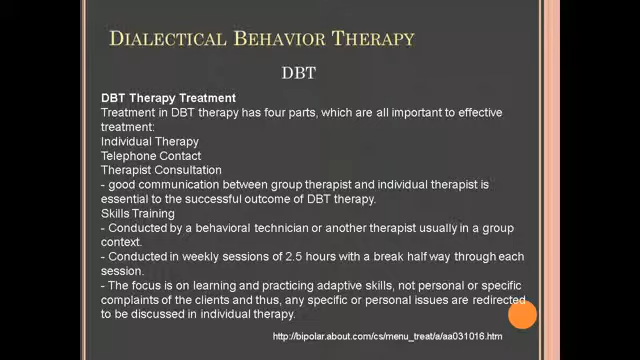 DIALECTICAL BEHAVIOR THERAPY
DBT
DBT Therapy Treatment
Treatment in DBT therapy has four parts, which are all important to effective
treatment:
Individual Therapy
Telephone Contact
Therapist Consultation
- good communication between group therapist and individual therapist is
essential to the successful outcome of DBT therapy.
Skills Training
- Conducted by a behavioral technician or another therapist usually in a group
context.
- Conducted in weekly sessions of 2.5 hours with a break half way through each
session.
- The focus is on learning and practicing adaptive skills, not personal or specific
complaints of the clients and thus, any specific or personal issues are redirected
to be discussed in individual therapy.
http://bipolar.about.com/cs/menu_treat/a/aa031016.htm